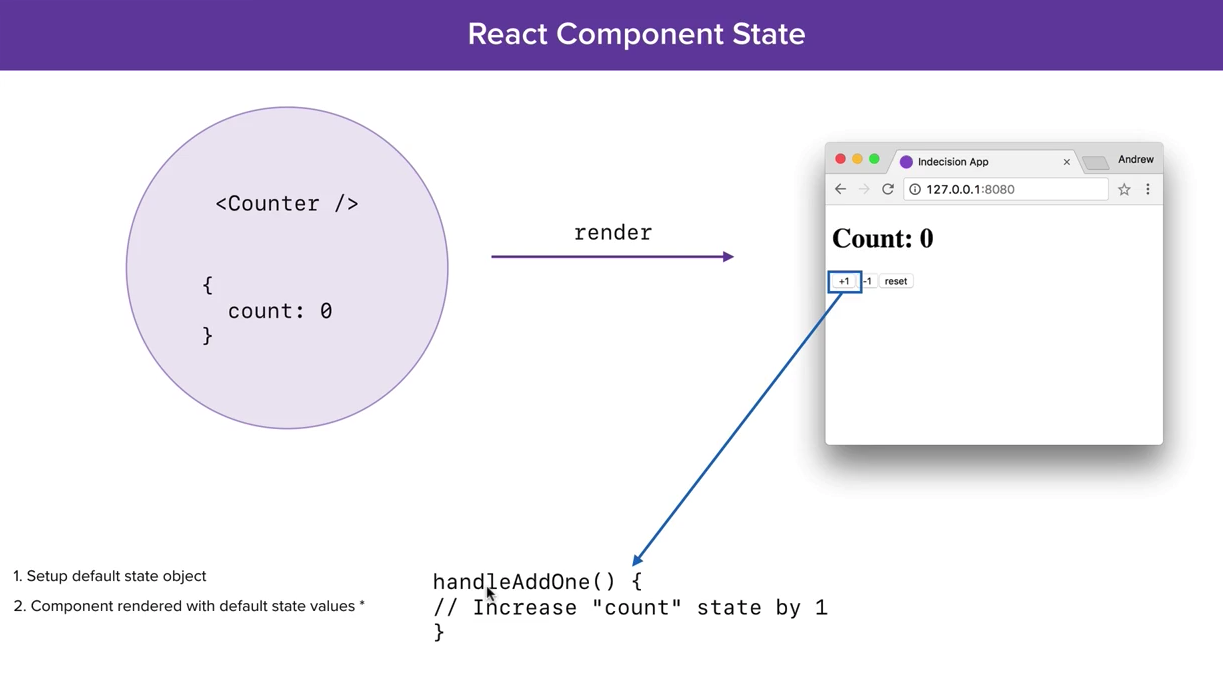 React Component State
<Counter />
{
count: 0
}
render
Indecision App
Andrew
127.0.0.1:8080
Count: 0
+1
-1
reset
1. Setup default state object
2. Component rendered with default state values *
handleAddOne() {
// Increase "count" state by 1
}